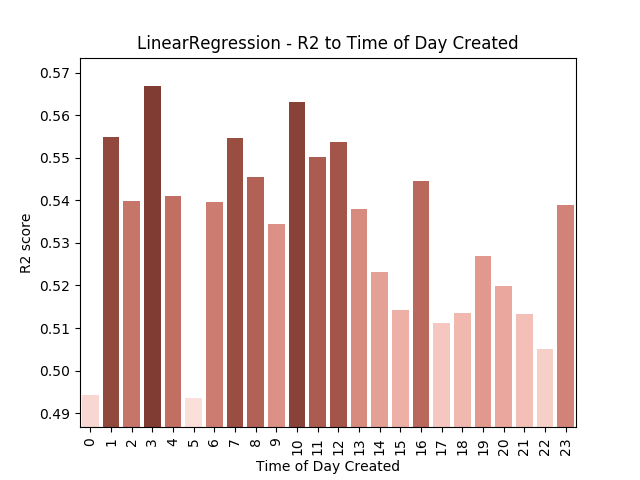 LinearRegression - R2 to Time of Day Created
R2 score
0.57
0.56
0.55
0.54
0.53
0.52
0.51
0.50
0.49
0 1 2 3 4 5 6 7 8 9 10 11 12 13 14 15 16 17 18 19 20 21 22 23
Time of Day Created